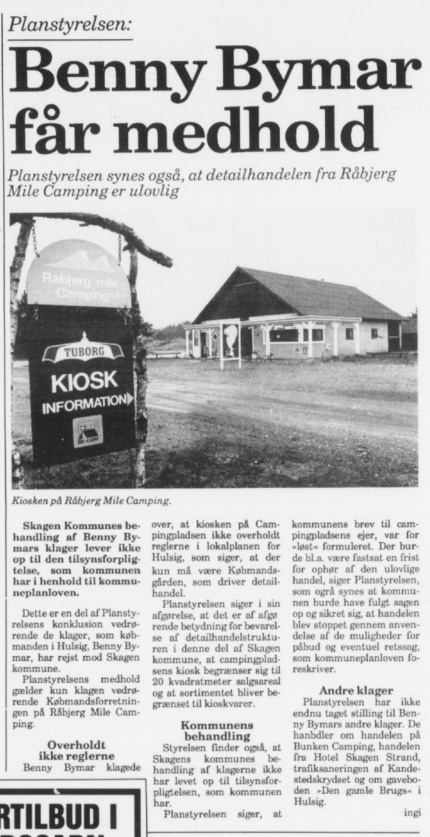 Planstyrelsen:
Benny Bymar
får medhold
Planstyrelsen synes også, at detailhandelen fra Råbjerg
Mile Camping er ulovlig
Råbjerg mile
Camping
TUBORG
KIOSK
INFORMATION
DK-CAMP
Kiosken på Råbjerg Mile Camping.
Skagen Kommunes be-
handling af Benny By-
mars klager lever ikke
op til den tilsynsforplig-
telse, som kommunen
har i henhold til kommu-
neplanloven.
Dette er en del af Planstyr-
relsens konklusion vedrø-
rende de klager, som køb-
manden i Hulsig, Benny By-
mar, har rejst mod Skagen
kommune.
Planstyrelsens medhold
gælder kun klagen vedrø-
rende Købmandsforretnin-
gen på Råbjerg Mile Cam-
ping.
Overholdt
ikke reglerne
Benny Bymar klagede
over, at kiosken på Cam-
pingpladsen ikke overholdt
reglerne i lokalplanen for
Hulsig, som siger, at der
kun må være Købmands-
gården, som driver detail-
handel.
Planstyrelsen siger i sin
afgørelse, at det er af afgø
rende betydning for bevarel-
se af detailhandelstruktu-
ren i denne del af Skagen
kommune, at campingplad-
sens kiosk begrænser sig til
20 kvadratmeter salgsareal
og at sortimentet bliver be-
grænset til kioskvarer.
Kommunens
behandling
Styrelsen finder også, at
Skagens kommunes be-
handling af klagerne ikke
har levet op til tilsynsfor-
pligtelsen, som kommunen
har.
Planstyrelsen siger, at
kommunens brev til cam-
pingpladsens ejer, var for
»løst« formuleret. Der bur-
de bl.a. være fastsat en frist
for ophør af den ulovlige
handel, siger Planstyrelsen,
som ogrå synes at kommu-
nen burde have fulgt sagen
op og sikret sig, at handelen
blev stoppet gennem anven-
delse af de muligheder for
påbud og eventuel retssag,
som kommuneplanloven fo-
reskriver.
Andre klager
Planstyrelsen har ikke
endnu taget stilling til Ben-
ny Bymars andre klager. De
hanbdler om handelen på
Bunken Camping, handelen
fra Hotel Skagen Strand,
trafiksaneringen af Kande-
stedskrydset og om gavebo-
den »Den gamle Brugs« i
Hulsig.
ingi
RTILBUD I